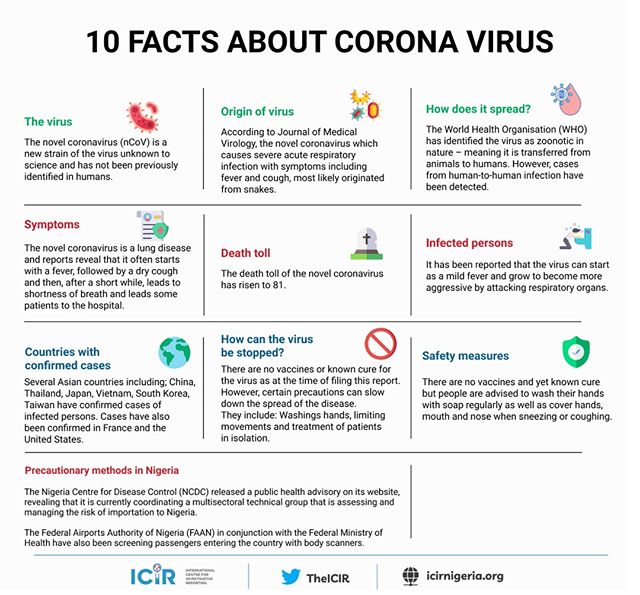 10 FACTS ABOUT CORONA VIRUS
The virus
The novel coronavirus (nCoV) is a
new strain of the virus unknown to
science and has not been previously
identified in humans.
Origin of virus
According to Journal of Medical
Virology, the novel coronavirus which
causes severe acute respiratory
infection with symptoms including
fever and cough, most likely originated
from snakes.
How does it spread?
The World Health Organisation (WHO)
has identified the virus as zoonotic in
nature – meaning it is transferred from
animals to humans. However, cases
from human-to-human infection have
been detected.
Symptoms
The novel coronavirus is a lung disease
and reports reveal that it often starts
with a fever, followed by a dry cough
and then, after a short while, leads to
shortness of breath and leads some
patients to the hospital.
Death toll
The death toll of the novel coronavirus
has risen to 81.
Infected persons
It has been reported that the virus can start
as a mild fever and grow to become more
aggressive by attacking respiratory organs.
Countries with
confirmed cases
Several Asian countries including; China,
Thailand, Japan, Vietnam, South Korea,
Taiwan have confirmed cases of
infected persons. Cases have also
been confirmed in France and the
United States.
How can the virus
be stopped?
There are no vaccines or known cure for
the virus as at the time of filing this report.
However, certain precautions can slow
down the spread of the disease.
They include: Washings hands, limiting
movements and treatment of patients
in isolation.
Safety measures
There are no vaccines and yet known cure
but people are advised to wash their hands
with soap regularly as well as cover hands,
mouth and nose when sneezing or coughing.
Precautionary methods in Nigeria
The Nigeria Centre for Disease Control (NCDC) released a public health advisory on its website,
revealing that it is currently coordinating a multisectoral technical group that is assessing and
managing the risk of importation to Nigeria.
The Federal Airports Authority of Nigeria (FAAN) in conjunction with the Federal Ministry of
Health have also been screening passengers entering the country with body scanners.
ICIR
INTERNATIONAL
CENTRE FOR
INVESTIGATIVE
REPORTING
TheICIR
icirnigeria.org